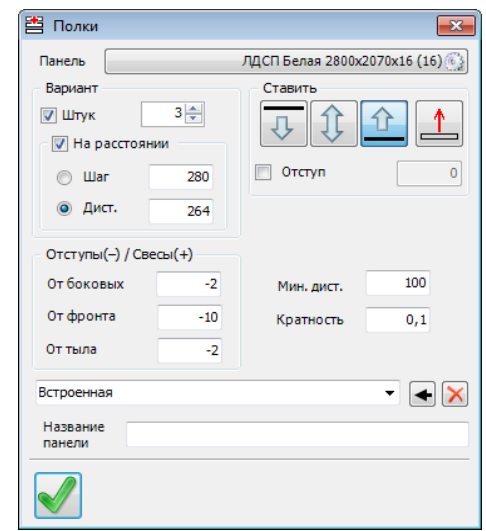 Полки
Панель ЛДСП Белая 2800x2070x16 (16)
Вариант Ставить
Штук 3
На расстоянии
Шаг 280
Отступ 0
Дист. 264
Отступы(–) / Свесы(+)
От боковых -2
Мин. дист. 100
От фронта -10
Кратность 0,1
От тыла -2
Встроенная
Название
панели